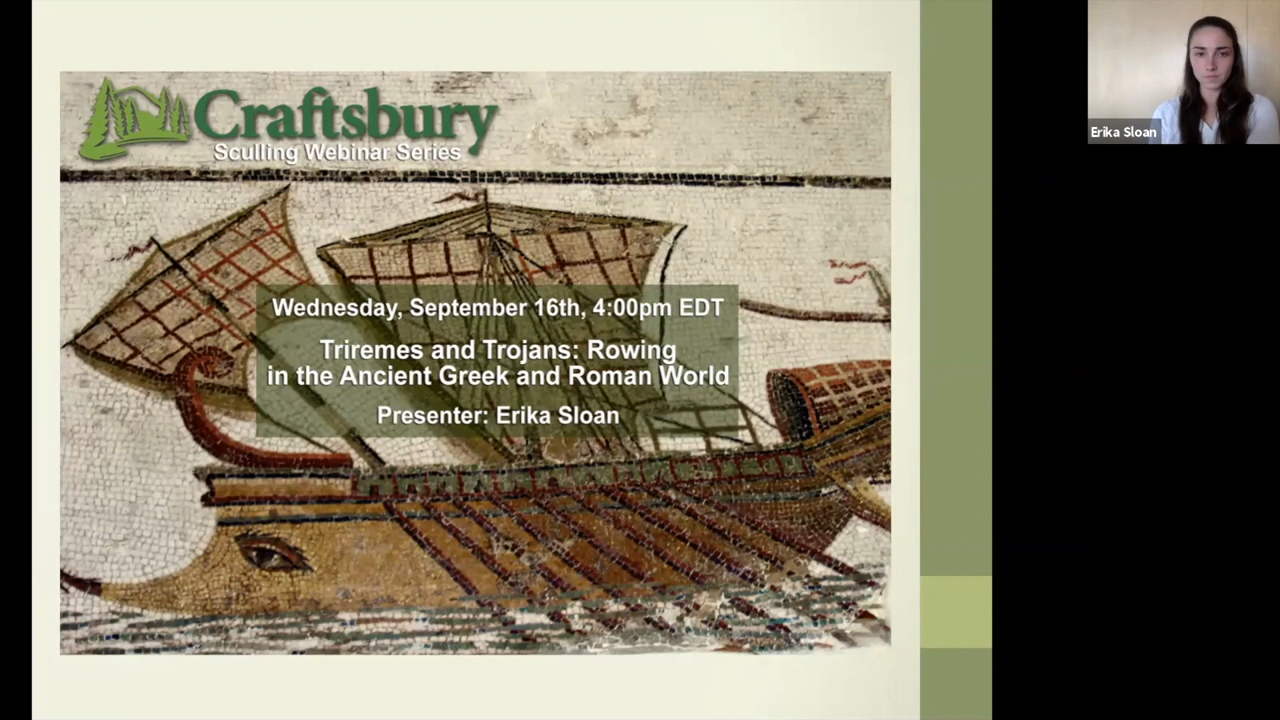 Craftsbury
Sculling Webinar Series
Wednesday, September 16th, 4:00pm EDT
Triremes and Trojans: Rowing
in the Ancient Greek and Roman World
Presenter: Erika Sloan
Erika Sloan